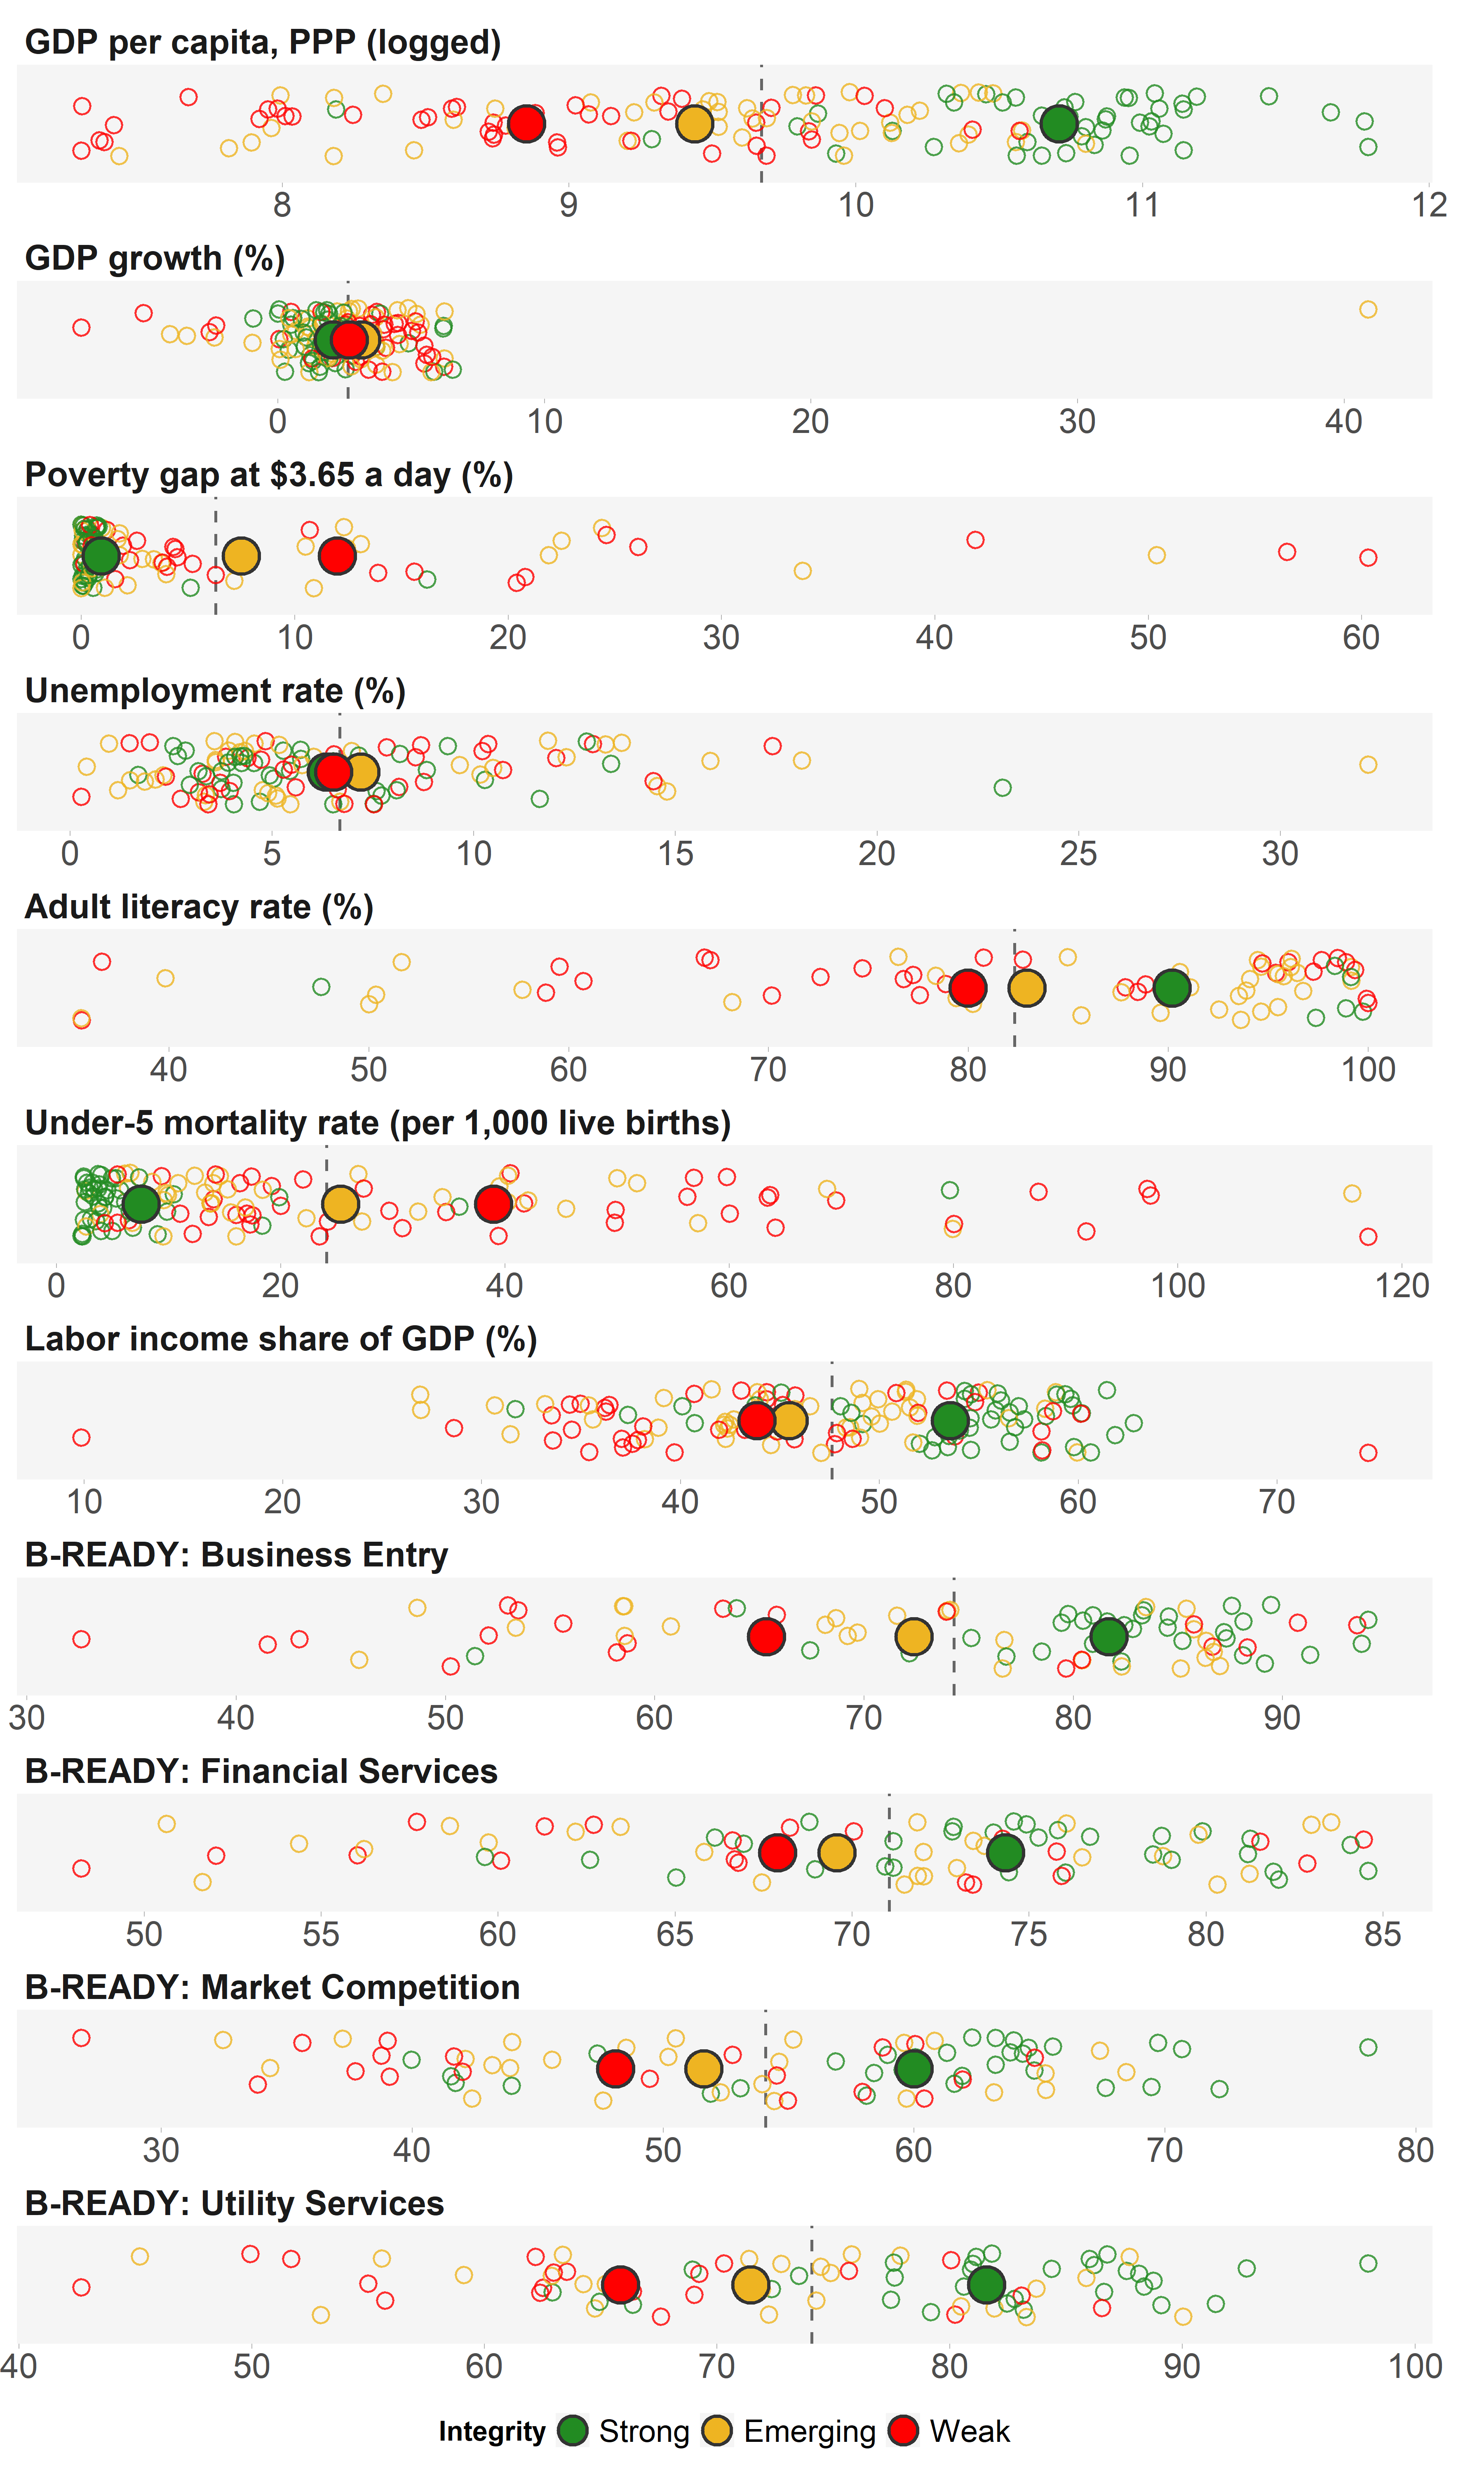 GDP per capita, PPP (logged)
8 9 10 11 12
GDP growth (%)
0 10 20 30 40
Poverty gap at $3.65 a day (%)
0 10 20 30 40 50 60
Unemployment rate (%)
0 5 10 15 20 25 30
Adult literacy rate (%)
40 50 60 70 80 90 100
Under-5 mortality rate (per 1,000 live births)
0 20 40 60 80 100 120
Labor income share of GDP (%)
10 20 30 40 50 60 70
B-READY: Business Entry
30 40 50 60 70 80 90
B-READY: Financial Services
50 55 60 65 70 75 80 85
B-READY: Market Competition
30 40 50 60 70 80
B-READY: Utility Services
40 50 60 70 80 90 100
Integrity Strong Emerging Weak